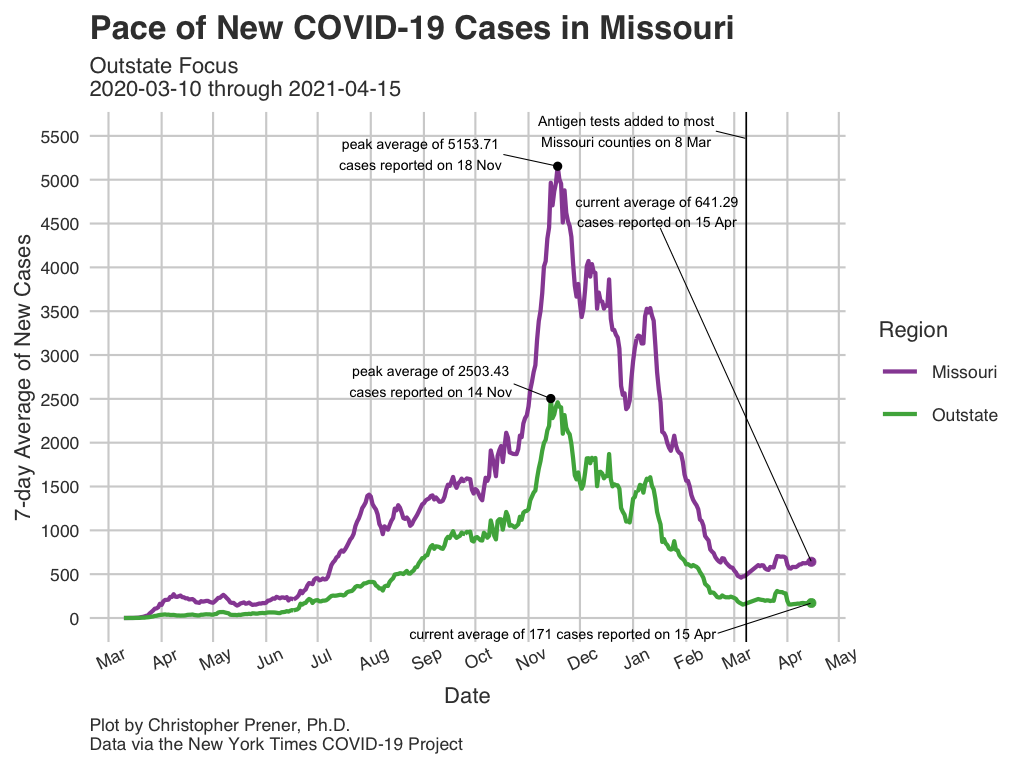 Pace of New COVID-19 Cases in Missouri
Outstate Focus
2020-03-10 through 2021-04-15
7-day Average of New Cases
5500
5000
4500
4000
3500
3000
2500
2000
1500
1000
500
0
Antigen tests added to most
Missouri counties on 8 Mar
peak average of 5153.71
cases reported on 18 Nov
current average of 641.29
cases reported on 15 Apr
peak average of 2503.43
cases reported on 14 Nov
current average of 171 cases reported on 15 Apr
Mar Apr May Jun Jul Aug Sep Oct Nov Dec Jan Feb Mar Apr May
Date
Region
Missouri
Outstate
Plot by Christopher Prener, Ph.D.
Data via the New York Times COVID-19 Project